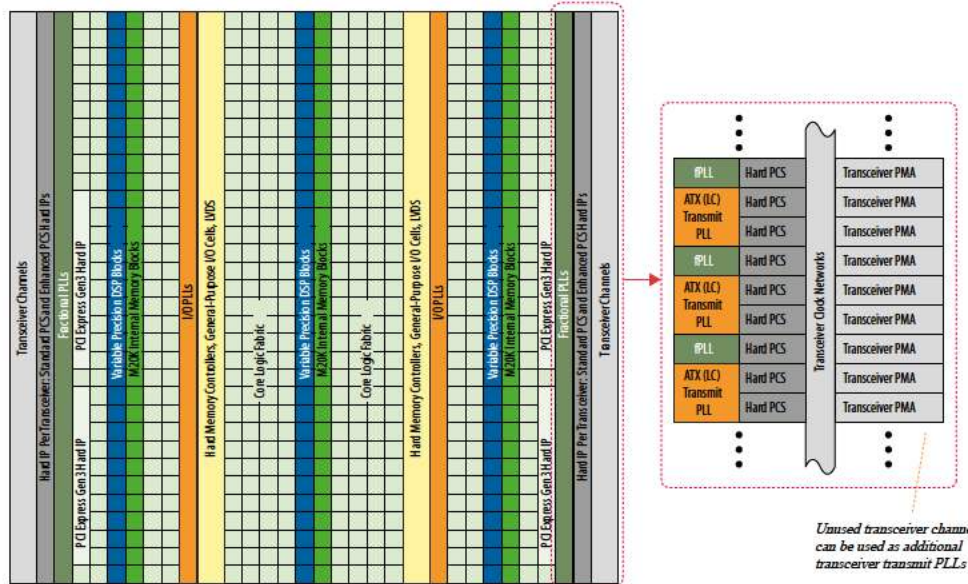 Transceiver Channels
Hard IP Per Transceiver: Standard PCS and Enhanced PCS Hard IPs
Fractional PLLs
PCI Express Gen3 Hard IP
PCI Express Gen3 Hard IP
Variable Precision DSP Blocks
M20K Internal Memory Blocks
I/O PLLs
Hard Memory Controllers, General-Purpose I/O Cells, LVDS
Core Logic Fabric
Variable Precision DSP Blocks
M20K Internal Memory Blocks
Core Logic Fabric
Hard Memory Controllers, General-Purpose I/O Cells, LVDS
I/O PLLs
Variable Precision DSP Blocks
M20K Internal Memory Blocks
PCI Express Gen3 Hard IP
PCI Express Gen3 Hard IP
Fractional PLLs
Hard IP Per Transceiver: Standard PCS and Enhanced PCS Hard IPs
Transceiver Channels
fPLL
ATX (LC)
Transmit
PLL
fPLL
ATX (LC)
Transmit
PLL
fPLL
ATX (LC)
Transmit
PLL
Hard PCS
Hard PCS
Hard PCS
Hard PCS
Hard PCS
Hard PCS
Hard PCS
Hard PCS
Hard PCS
Transceiver Clock Networks
Transceiver PMA
Transceiver PMA
Transceiver PMA
Transceiver PMA
Transceiver PMA
Transceiver PMA
Transceiver PMA
Transceiver PMA
Transceiver PMA
Unused transceiver channe
can be used as additional
transceiver transmit PLLs